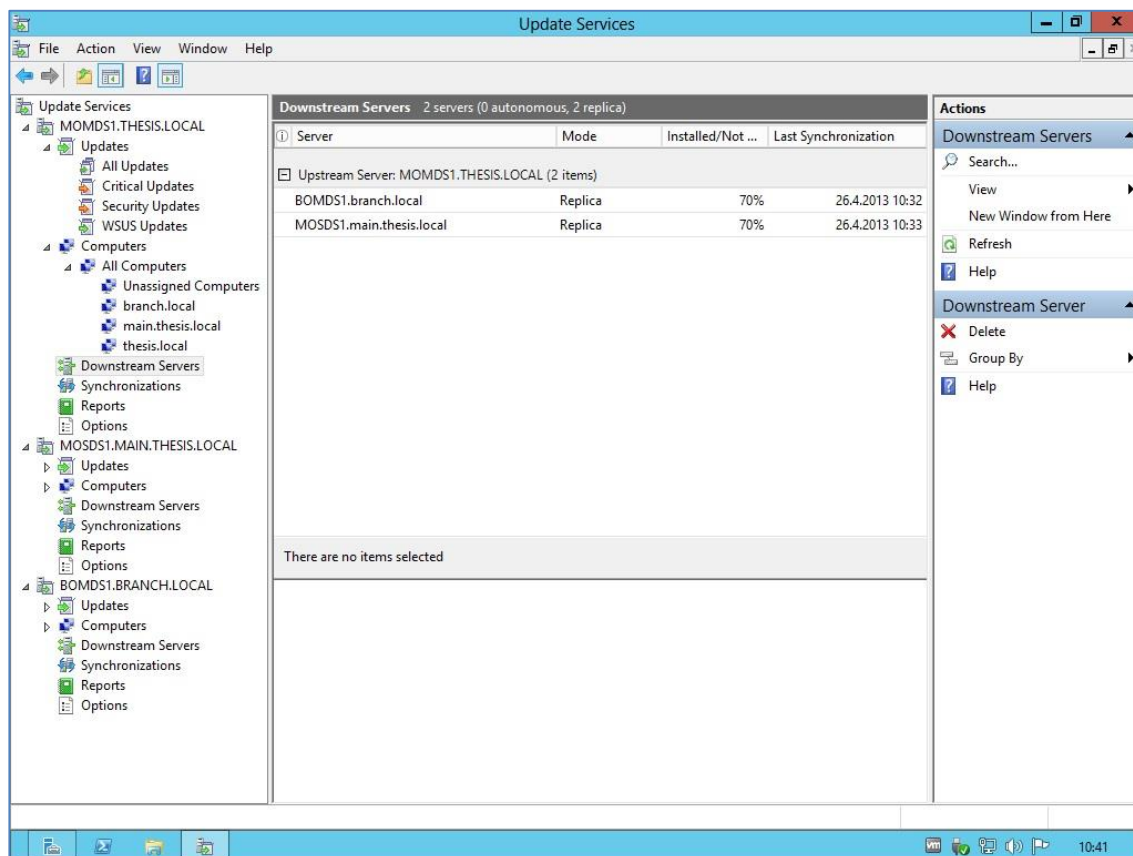 Update Services
File Action View Window Help
Update Services
MOMDS1.THESIS.LOCAL
Updates
All Updates
Critical Updates
Security Updates
WSUS Updates
Computers
All Computers
Unassigned Computers
branch.local
main.thesis.local
thesis.local
Downstream Servers
Synchronizations
Reports
Options
MOSDS1.MAIN.THESIS.LOCAL
Updates
Computers
Downstream Servers
Synchronizations
Reports
Options
BOMDS1.BRANCH.LOCAL
Updates
Computers
Downstream Servers
Synchronizations
Reports
Options
Downstream Servers 2 servers (0 autonomous, 2 replica)
Server Mode Installed/Not ... Last Synchronization
Upstream Server: MOMDS1.THESIS.LOCAL (2 items)
BOMDS1.branch.local Replica 70% 26.4.2013 10:32
MOSDS1.main.thesis.local Replica 70% 26.4.2013 10:33
There are no items selected
Actions
Downstream Servers
Search...
View
New Window from Here
Refresh
Help
Downstream Server
Delete
Group By
Help
10:41